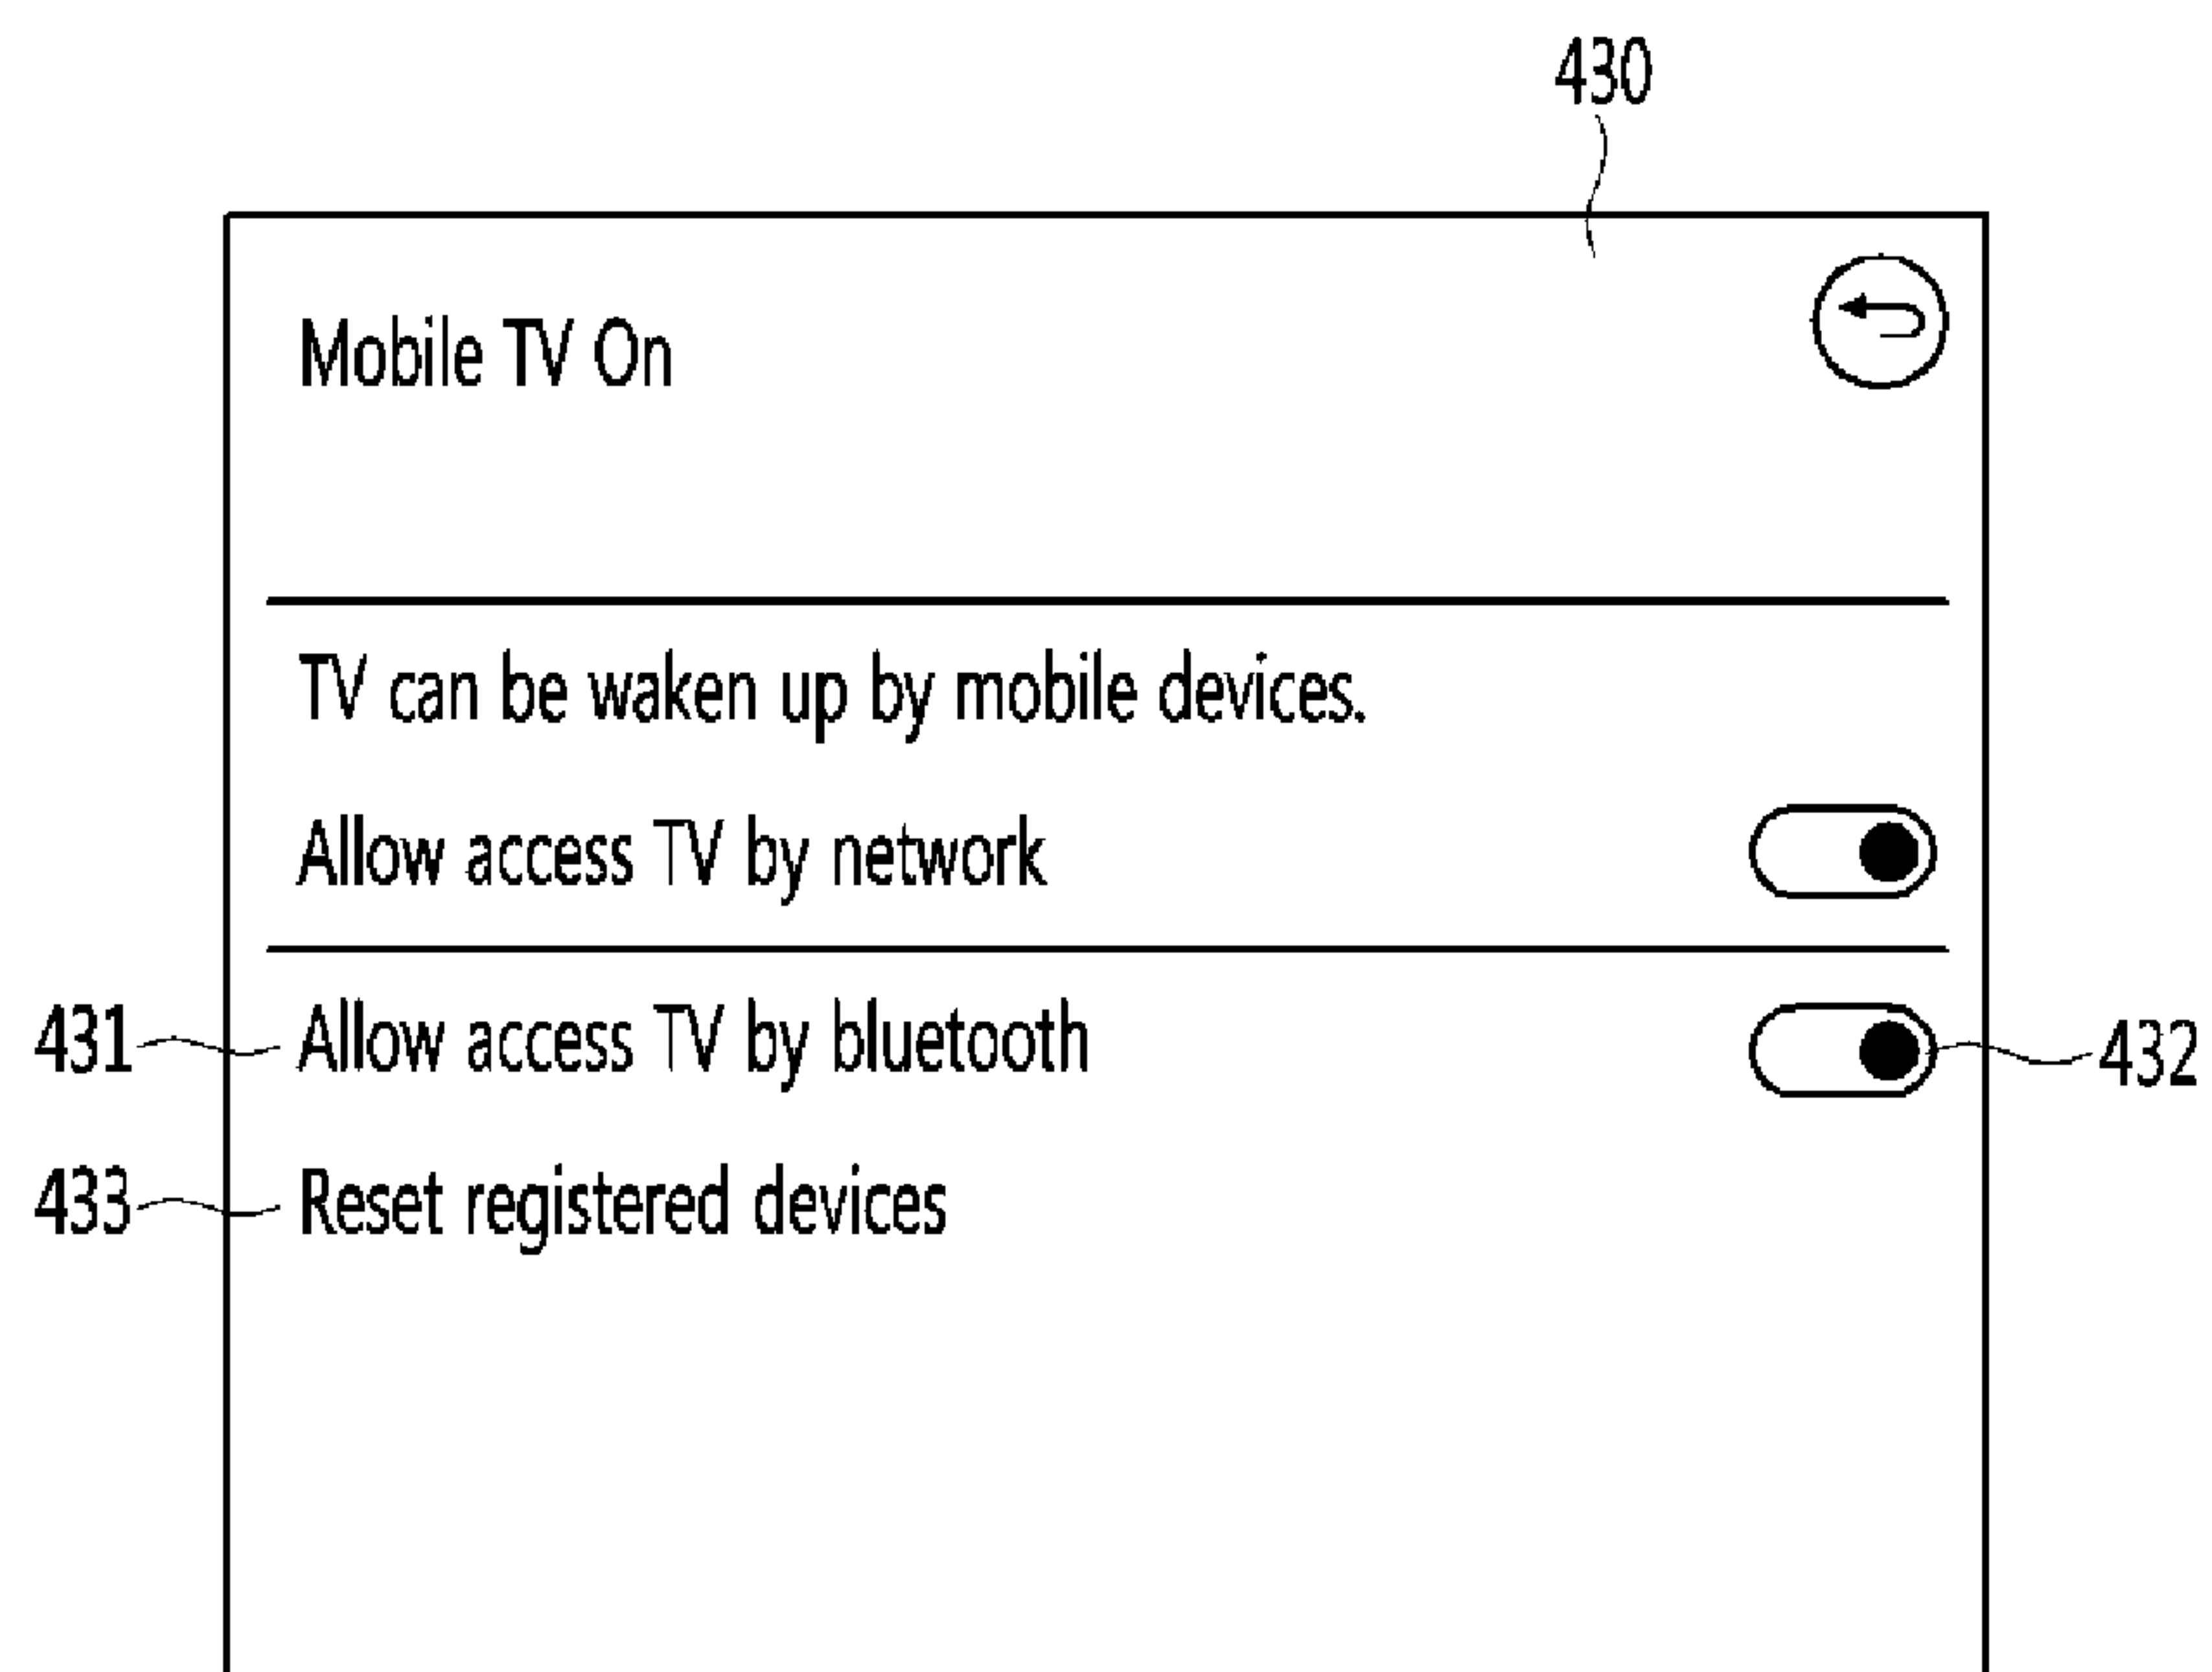 430
Mobile TV On
TV can be waken up by mobile devices.
Allow access TV by network
431 Allow access TV by bluetooth 432
433 Reset registered devices